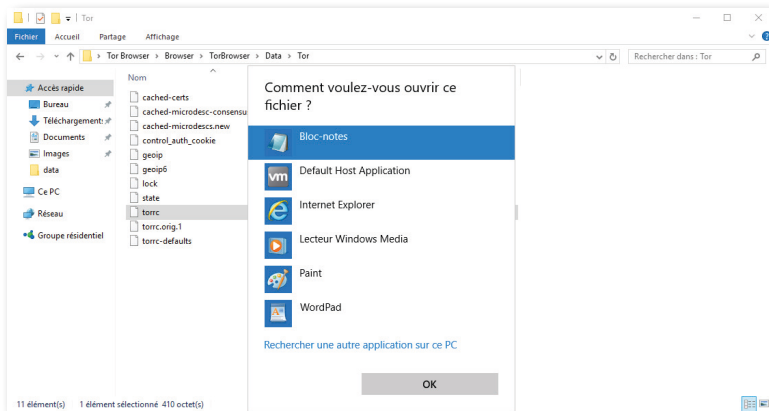 Tor
Fichier Accueil Partage Affichage
Tor Browser > Browser > TorBrowser > Data > Tor
Rechercher dans : Tor
Nom
Accès rapide
Bureau
Téléchargements
Documents
Images
data
Ce PC
Réseau
Groupe résidentiel
cached-certs
cached-microdesc-consensu
cached-microdescs.new
control_auth_cookie
geoip
geoip6
lock
state
torrc
torrc.orig.1
torrc-defaults
Comment voulez-vous ouvrir ce
fichier ?
Bloc-notes
vm
Default Host Application
Internet Explorer
Lecteur Windows Media
Paint
WordPad
Rechercher une autre application sur ce PC
OK
11 élément(s) 1 élément sélectionné 410 octet(s)